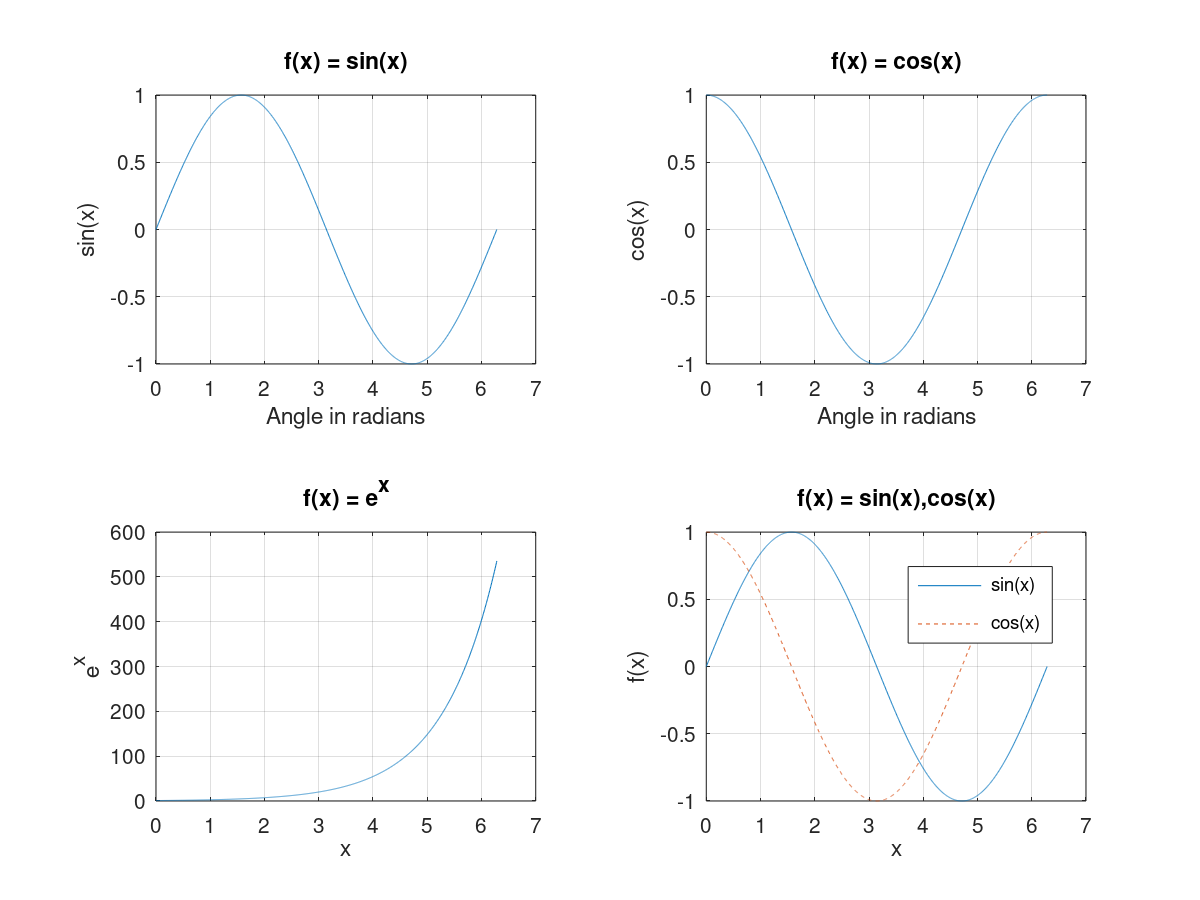 f(x) = sin(x)
sin(x)
1
0.5
0
-0.5
-1
0 1 2 3 4 5 6 7
Angle in radians
f(x) = cos(x)
cos(x)
1
0.5
0
-0.5
-1
0 1 2 3 4 5 6 7
Angle in radians
f(x) = e^x
e^x
600
500
400
300
200
100
0
0 1 2 3 4 5 6 7
x
f(x) = sin(x),cos(x)
f(x)
1
0.5
0
-0.5
-1
sin(x)
cos(x)
0 1 2 3 4 5 6 7
x